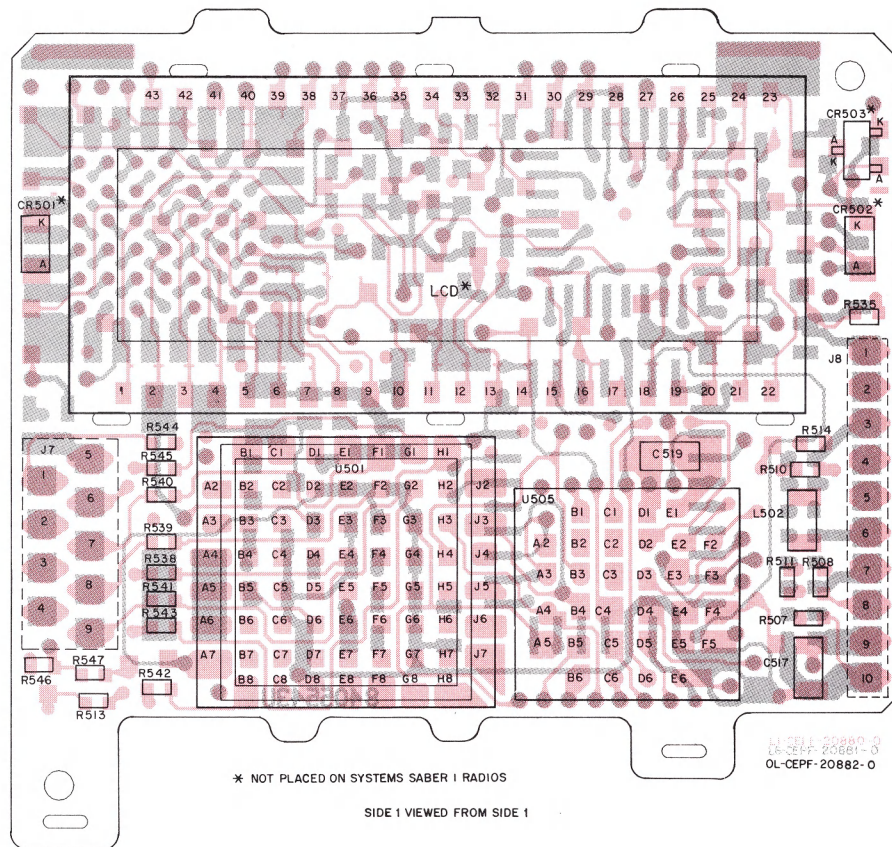 43 42 41 40 39 38 37 36 35 34 33 32 31 30 29 28 27 26 25 24 23
CR503*
K
A
K
A
CR501*
K
A
CR502*
K
A
LCD*
R535
1 2 3 4 5 6 7 8 9 10 11 12 13 14 15 16 17 18 19 20 21 22
J8
1
2
3
4
5
6
7
8
9
10
J7
5
1
6
2
7
3
8
4
9
R544
R545
R540
R539
R538
R541
R543
R546
R547
R542
R513
U501
B1 C1 D1 E1 F1 G1 H1
A2 B2 C2 D2 E2 F2 G2 H2 J2
A3 B3 C3 D3 E3 F3 G3 H3 J3
A4 B4 C4 D4 E4 F4 G4 H4 J4
A5 B5 C5 D5 E5 F5 G5 H5 J5
A6 B6 C6 D6 E6 F6 G6 H6 J6
A7 B7 C7 D7 E7 F7 G7 H7 J7
B8 C8 D8 E8 F8 G8 H8
U505
B1 C1 D1 E1
A2 B2 C2 D2 E2 F2
A3 B3 C3 D3 E3 F3
A4 B4 C4 D4 E4 F4
A5 B5 C5 D5 E5 F5
B6 C6 D6 E6
C519
R514
R510
L502
R511 R508
R507
C517
OL-CEPF-20882-O
* NOT PLACED ON SYSTEMS SABER I RADIOS
SIDE 1 VIEWED FROM SIDE 1